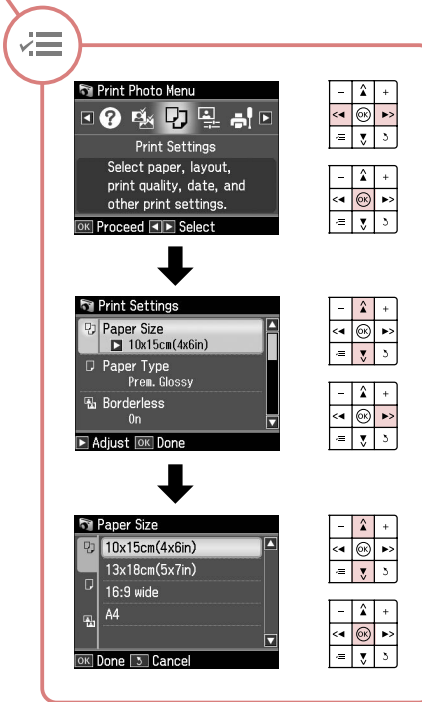 Print Photo Menu
Print Settings
Select paper, layout,
print quality, date, and
other print settings.
OK Proceed Select
- +
OK
- +
OK
Print Settings
Paper Size
10x15cm(4x6in)
Paper Type
Prem. Glossy
Borderless
On
Adjust OK Done
- +
OK
- +
OK
Paper Size
10x15cm(4x6in)
13x18cm(5x7in)
16:9 wide
A4
OK Done Cancel
- +
OK
- +
OK